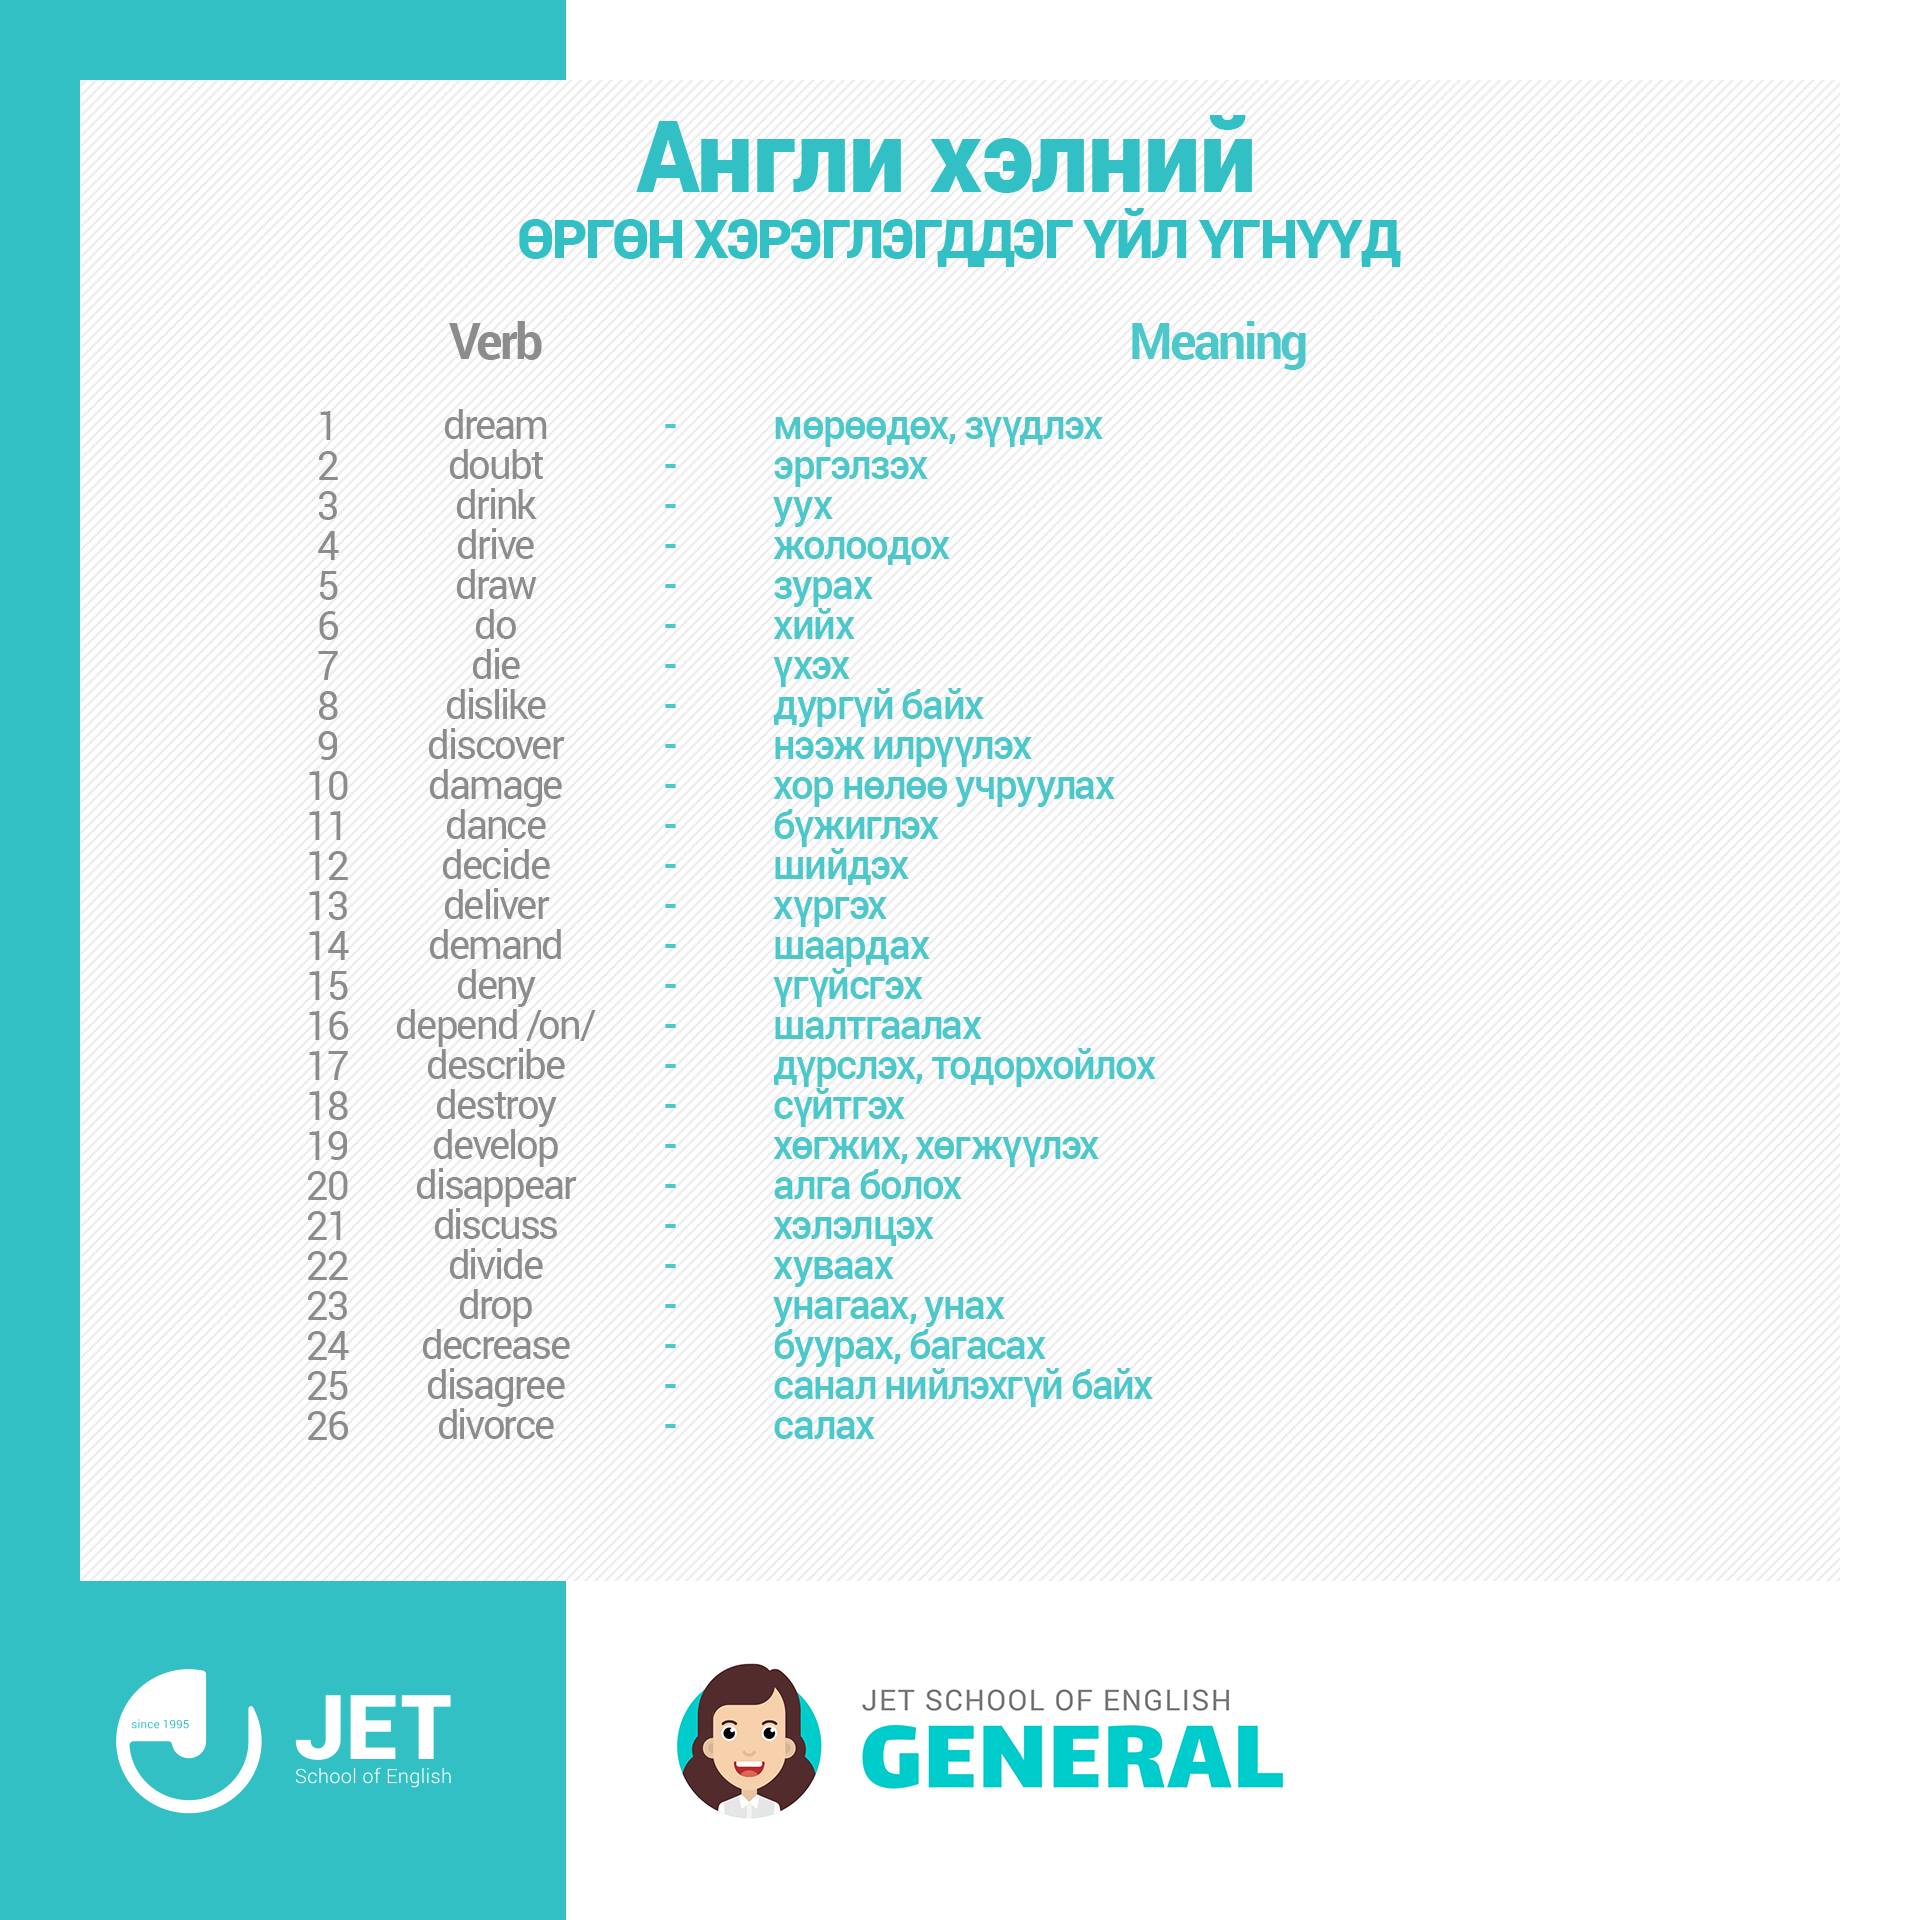 Англи хэлний
ӨРГӨН ХЭРЭГЛЭГДДЭГ ҮЙЛ ҮГНҮҮД
Verb Meaning
1 dream - мөрөөдөх, зүүдлэх
2 doubt - эргэлзэх
3 drink - уух
4 drive - жолоодох
5 draw - зурах
6 do - хийх
7 die - үхэх
8 dislike - дургүй байх
9 discover - нээж илрүүлэх
10 damage - хор нөлөө учруулах
11 dance - бүжиглэх
12 decide - шийдэх
13 deliver - хүргэх
14 demand - шаардах
15 deny - үгүйсгэх
16 depend /on/ - шалтгаалах
17 describe - дүрслэх, тодорхойлох
18 destroy - сүйтгэх
19 develop - хөгжих, хөгжүүлэх
20 disappear - алга болох
21 discuss - хэлэлцэх
22 divide - хуваах
23 drop - унагаах, унах
24 decrease - буурах, багасах
25 disagree - санал нийлэхгүй байх
26 divorce - салах
since 1995
JET
School of English
JET SCHOOL OF ENGLISH
GENERAL